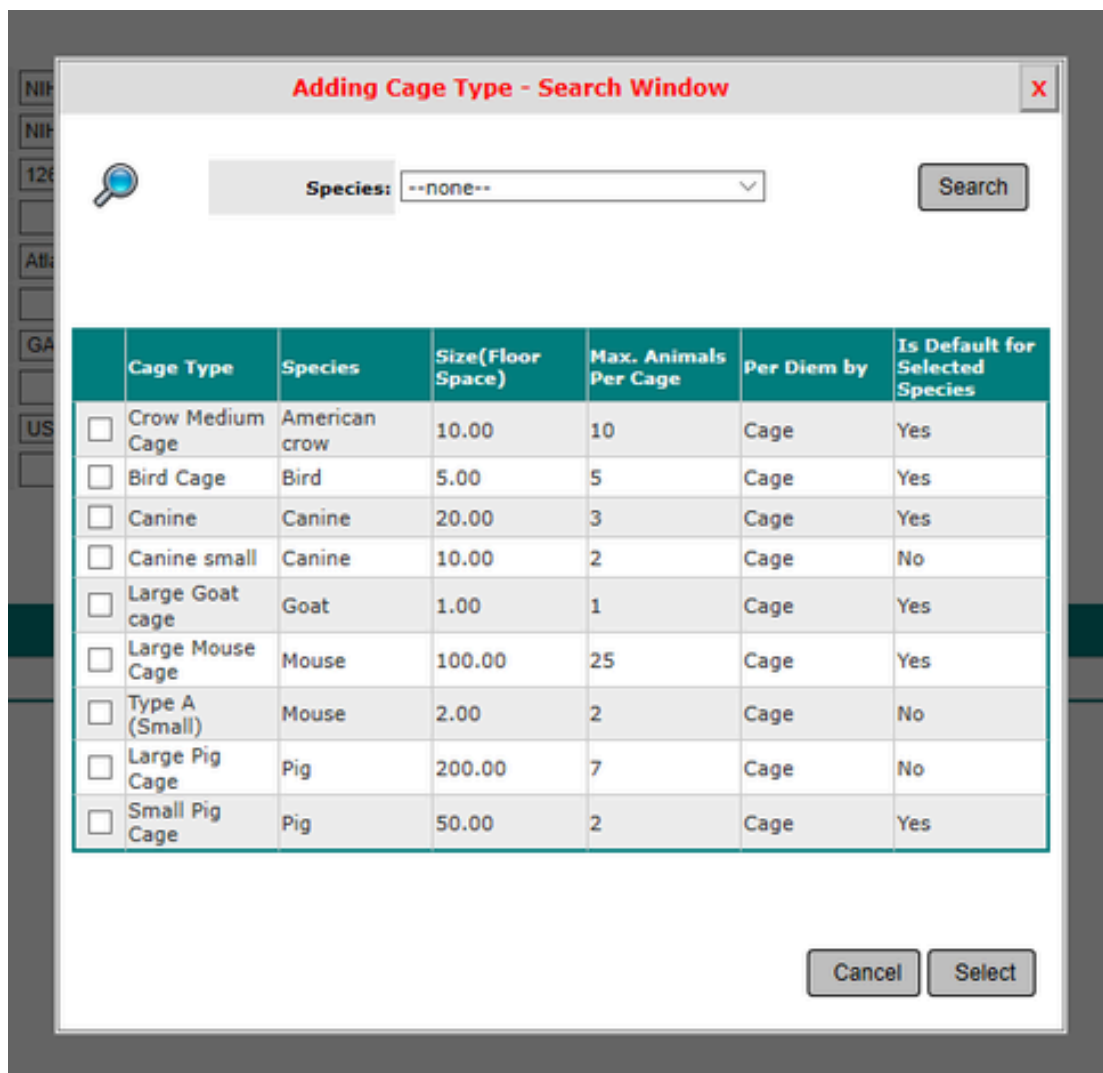 Adding Cage Type - Search Window
X
NIH
NIH
126
Species: --none--
Search
GA
US
Cage Type Species Size(Floor Space) Max. Animals Per Cage Per Diem by Is Default for Selected Species
Crow Medium Cage American crow 10.00 10 Cage Yes
Bird Cage Bird 5.00 5 Cage Yes
Canine Canine 20.00 3 Cage Yes
Canine small Canine 10.00 2 Cage No
Large Goat cage Goat 1.00 1 Cage Yes
Large Mouse Cage Mouse 100.00 25 Cage Yes
Type A (Small) Mouse 2.00 2 Cage No
Large Pig Cage Pig 200.00 7 Cage No
Small Pig Cage Pig 50.00 2 Cage Yes
Cancel Select